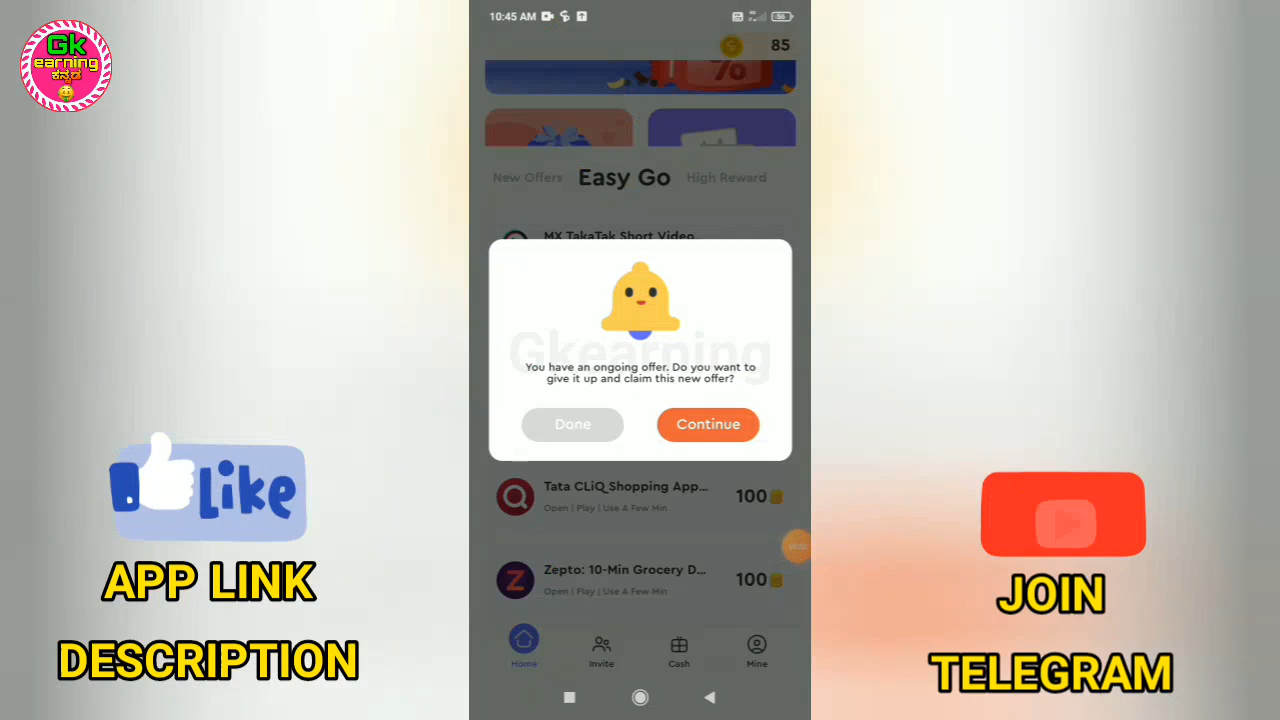 Gk
earning
ಕನ್ನಡ
10:45 AM
56
85
%
New Offers Easy Go High Reward
MX TakaTak Short Video
Gkearning
You have an ongoing offer. Do you want to
give it up and claim this new offer?
Done Continue
Tata CLiQ Shopping App... 100
Open | Play | Use A Few Min
Zepto: 10-Min Grocery D... 100
Open | Play | Use A Few Min
Home Invite Cash Mine
Like
APP LINK
DESCRIPTION
JOIN
TELEGRAM